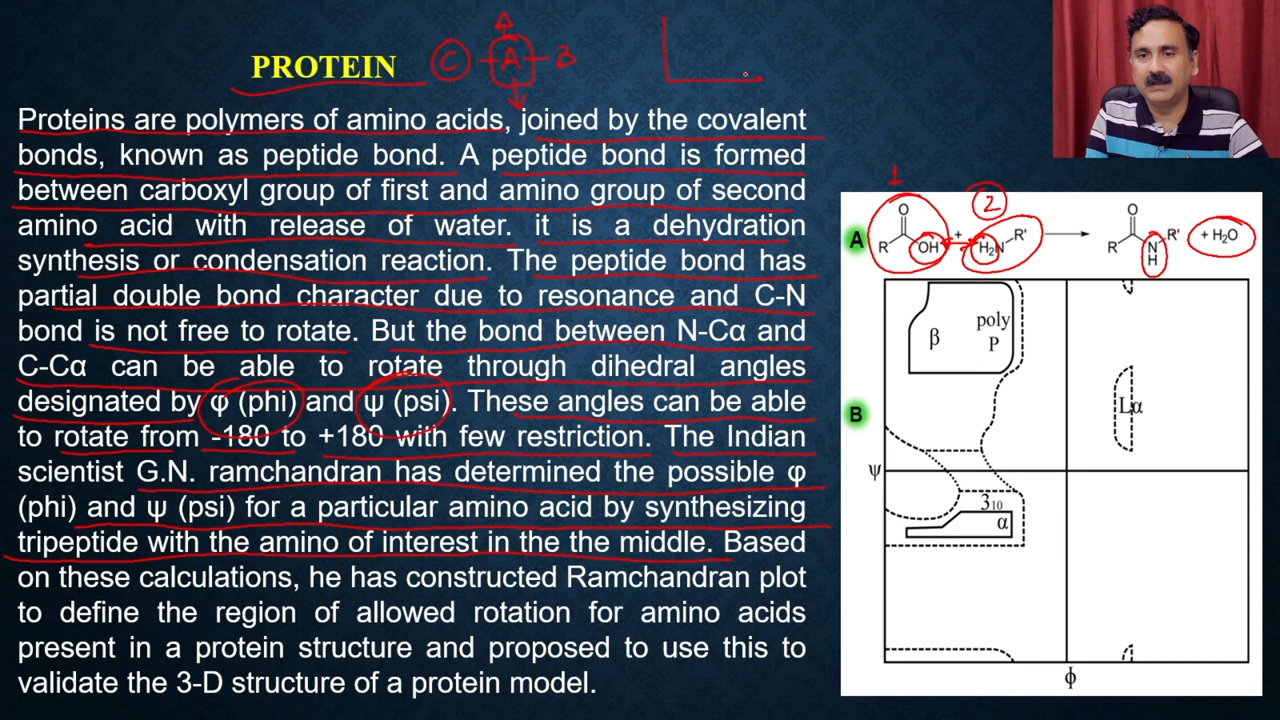 PROTEIN
C A B
Proteins are polymers of amino acids, joined by the covalent
bonds, known as peptide bond. A peptide bond is formed
between carboxyl group of first and amino group of second
amino acid with release of water. it is a dehydration
synthesis or condensation reaction. The peptide bond has
partial double bond character due to resonance and C-N
bond is not free to rotate. But the bond between N-Cα and
C-Cα can be able to rotate through dihedral angles
designated by φ (phi) and ψ (psi). These angles can be able
to rotate from -180 to +180 with few restriction. The Indian
scientist G.N. ramchandran has determined the possible φ
(phi) and ψ (psi) for a particular amino acid by synthesizing
tripeptide with the amino of interest in the the middle. Based
on these calculations, he has constructed Ramchandran plot
to define the region of allowed rotation for amino acids
present in a protein structure and proposed to use this to
validate the 3-D structure of a protein model.
1
2
A
O
R OH + H₂N R'
O
R N H R' + H₂O
B
β
poly
P
Lα
ψ
3₁₀
α
ϕ